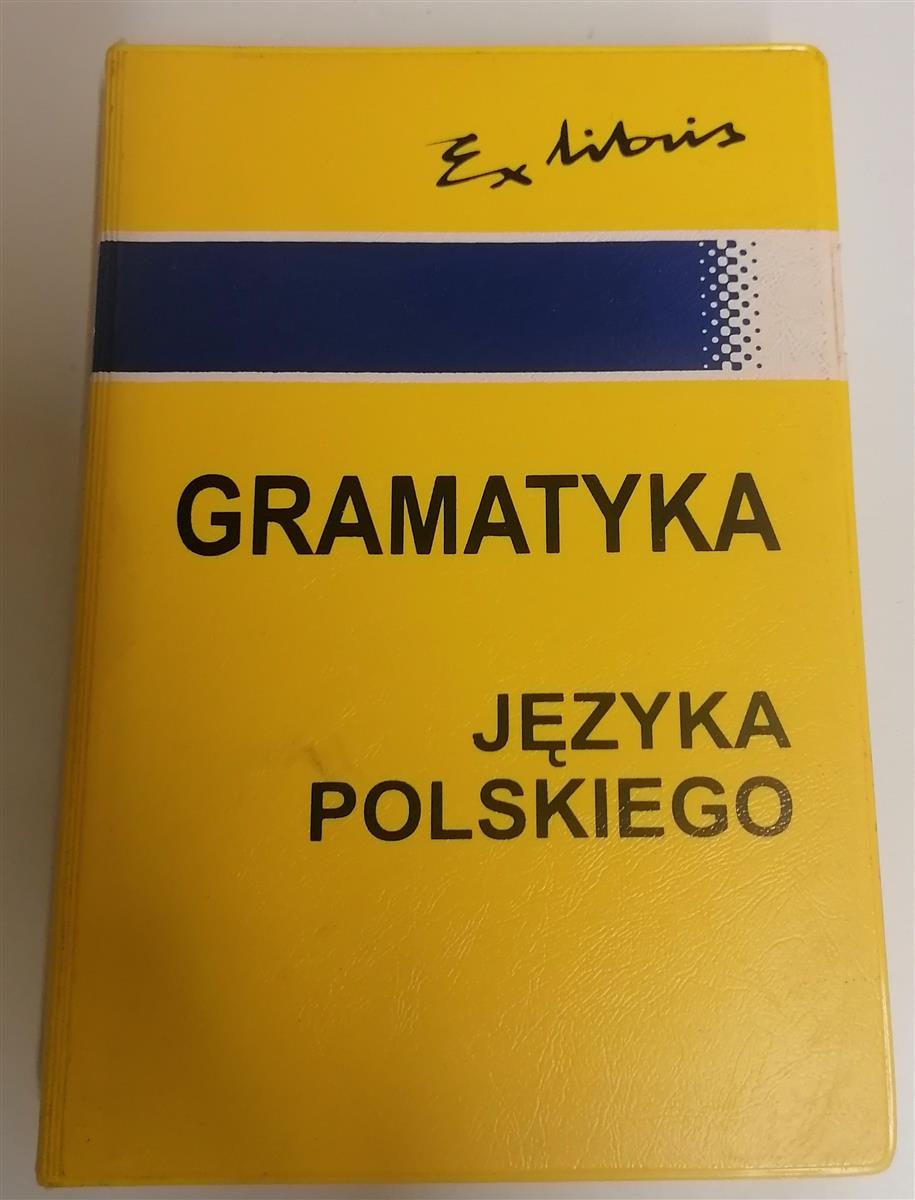 Ex libris
GRAMATYKA
JĘZYKA
POLSKIEGO